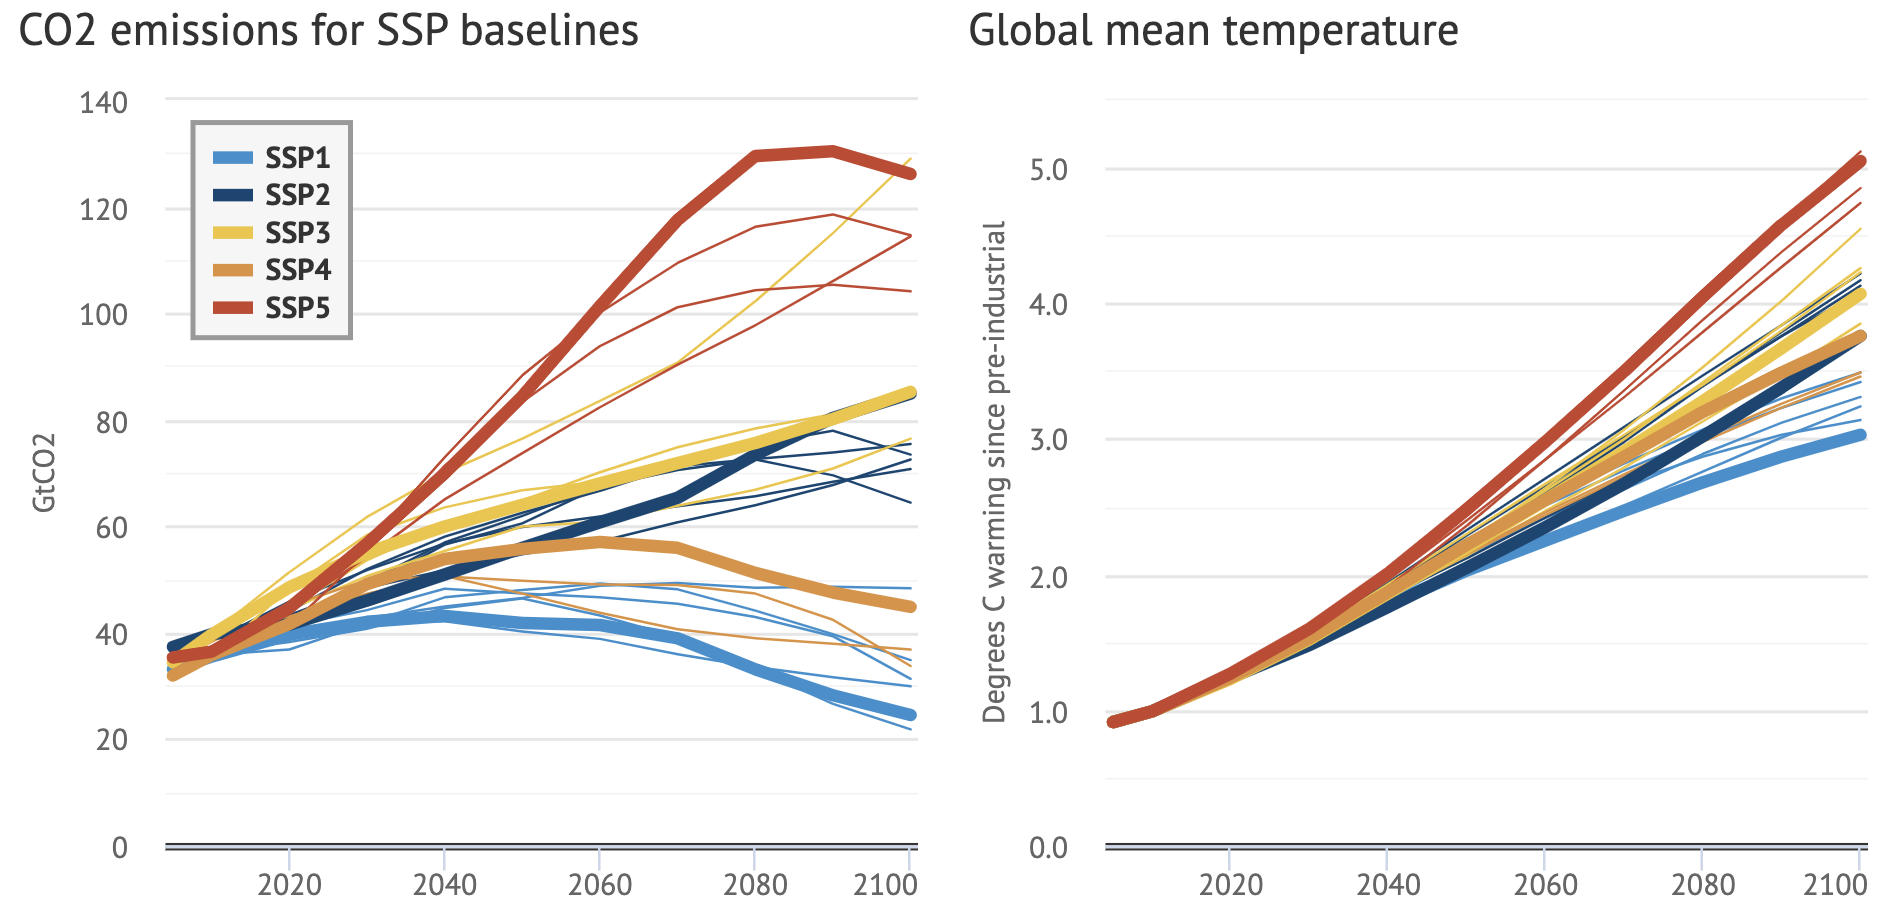 CO2 emissions for SSP baselines
140
120
100
80
60
40
20
0
GtCO2
SSP1
SSP2
SSP3
SSP4
SSP5
2020
2040
2060
2080
2100
Global mean temperature
5.0
4.0
3.0
2.0
1.0
0.0
Degrees C warming since pre-industrial
2020
2040
2060
2080
2100